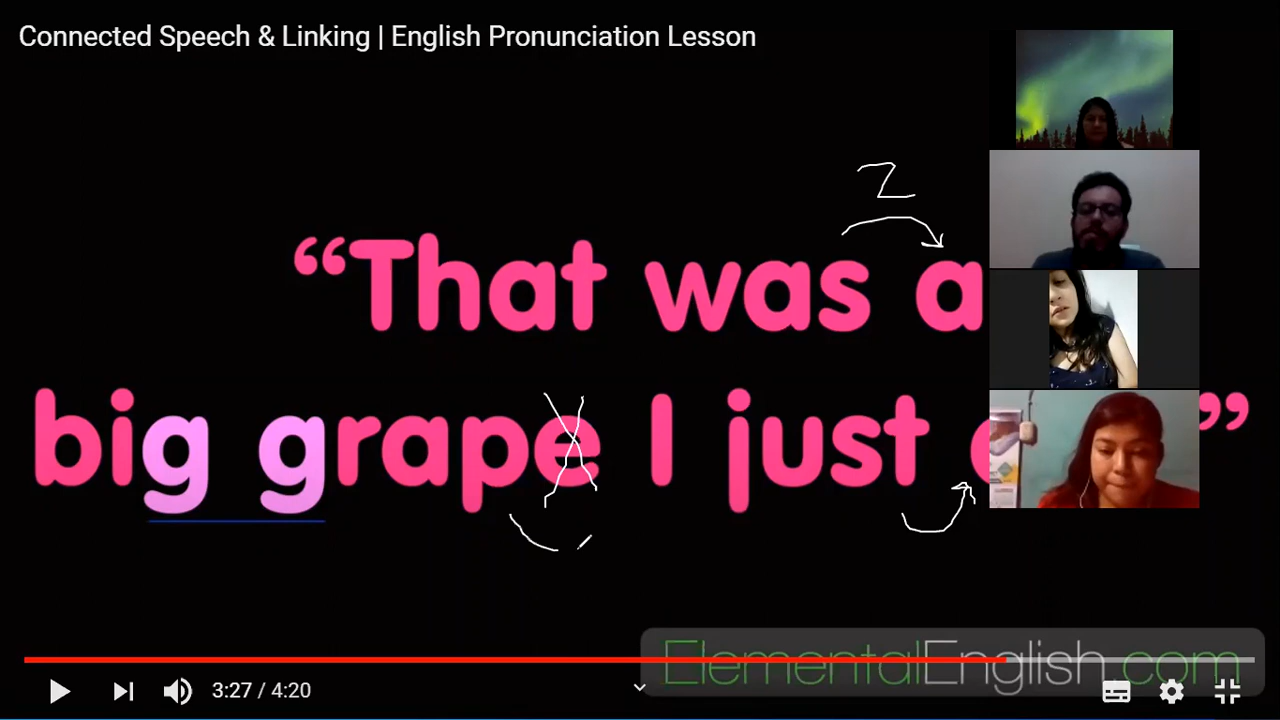 Connected Speech & Linking | English Pronunciation Lesson
Z
“That was a
big grape I just ”
ElementalEnglish.com
3:27 / 4:20